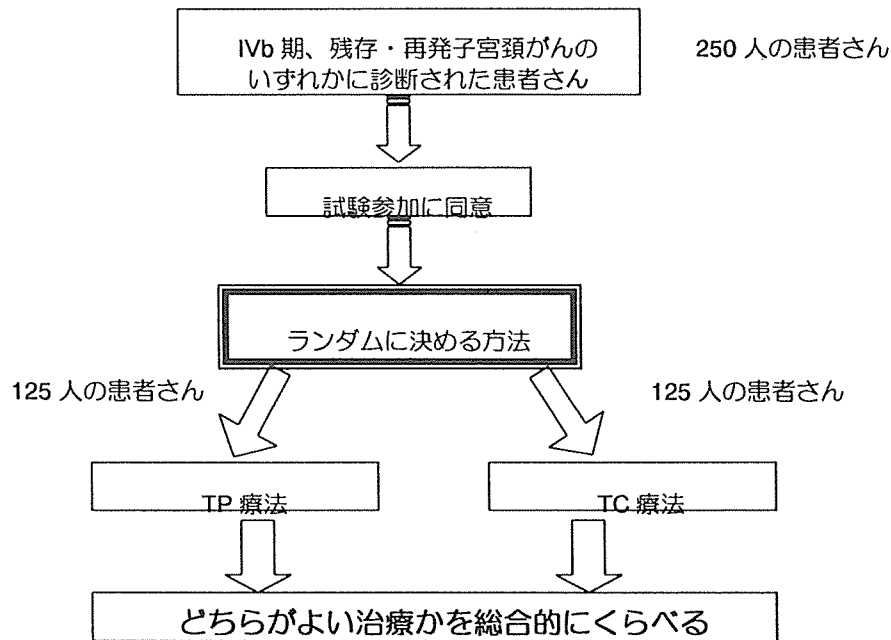 IVb 期、残存・再発子宮頚がんの
いずれかに診断された患者さん
250 人の患者さん
試験参加に同意
ランダムに決める方法
125 人の患者さん
125 人の患者さん
TP 療法
TC 療法
どちらがよい治療かを総合的にくらべる